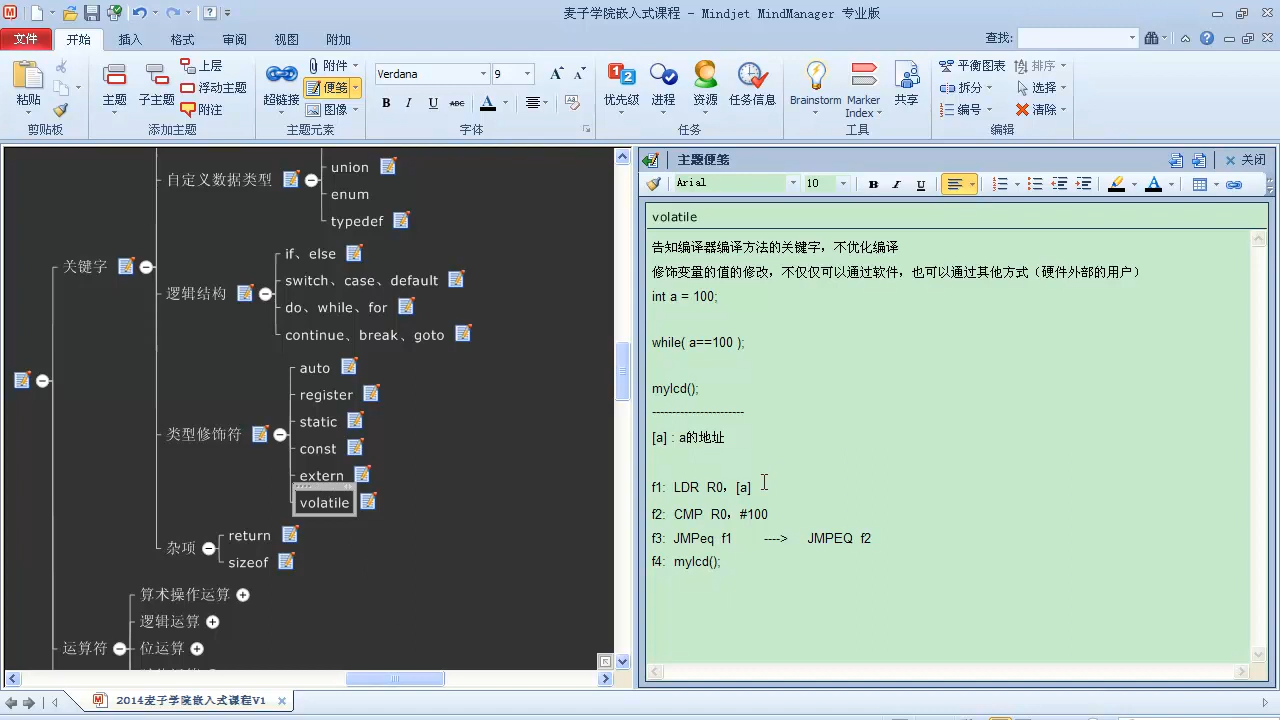 麦子学院嵌入式课程 - Mindjet MindManager 专业版
文件 开始 插入 格式 审阅 视图 附加 查找:
粘贴 主题 子主题 上层 浮动主题 附注 超链接 附件 便笺 图像 Verdana 9 B I U ABC A 优先级 进程 资源 任务信息 Brainstorm Marker Index 共享 平衡图表 拆分 编号 排序 选择 清除
剪贴板 添加主题 主题元素 字体 任务 工具 编辑
union
自定义数据类型
enum
typedef
关键字
if、else
switch、case、default
逻辑结构
do、while、for
continue、break、goto
auto
register
static
类型修饰符
const
extern
volatile
return
杂项
sizeof
算术操作运算
逻辑运算
运算符
位运算
2014麦子学院嵌入式课程V1
主题便笺 关闭
Arial 10 B I U A
volatile
告知编译器编译方法的关键字，不优化编译
修饰变量的值的修改，不仅仅可以通过软件，也可以通过其他方式（硬件外部的用户）
int a = 100;
while( a==100 );
mylcd();
-----------------------
[a] : a的地址
f1: LDR R0，[a]
f2: CMP R0，#100
f3: JMPeq f1 ----> JMPEQ f2
f4: mylcd();